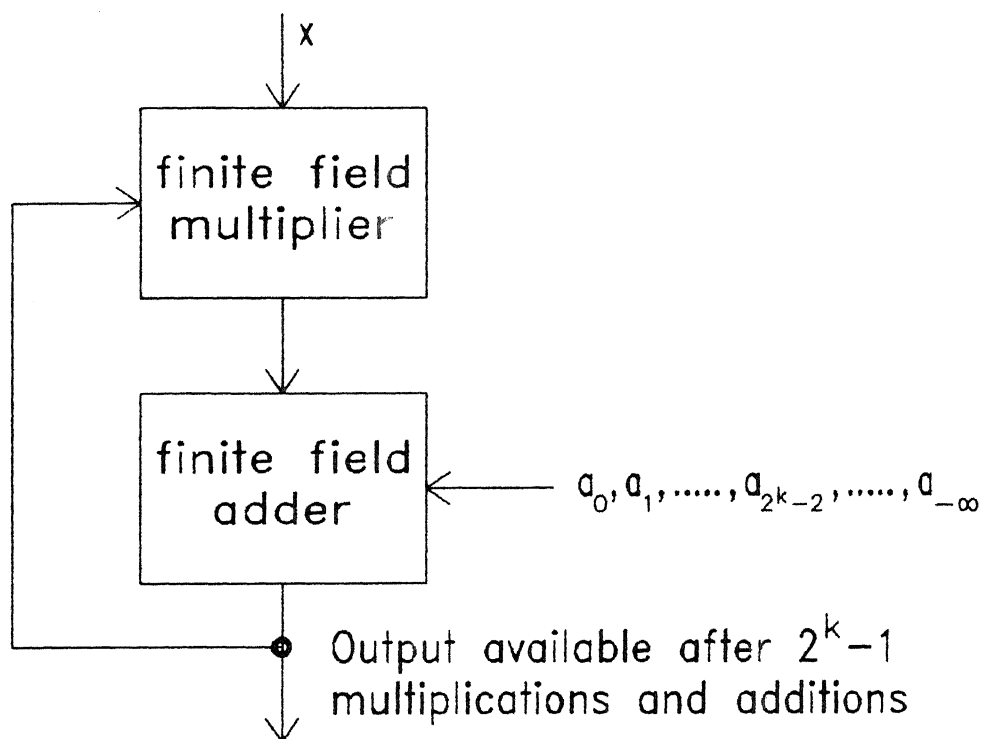 x
finite field
multiplier
finite field
adder
a₀, a₁, ....., a₂ᵏ₋₂, ....., a₋∞
Output available after 2ᵏ-1
multiplications and additions